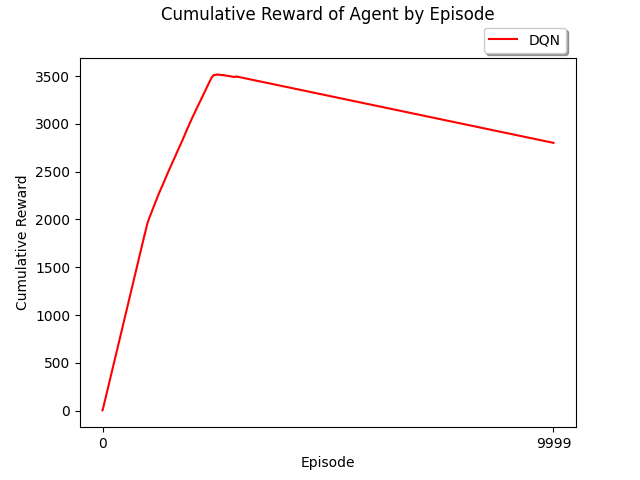 Cumulative Reward of Agent by Episode
DQN
3500
3000
2500
2000
1500
1000
500
0
Cumulative Reward
0 9999
Episode